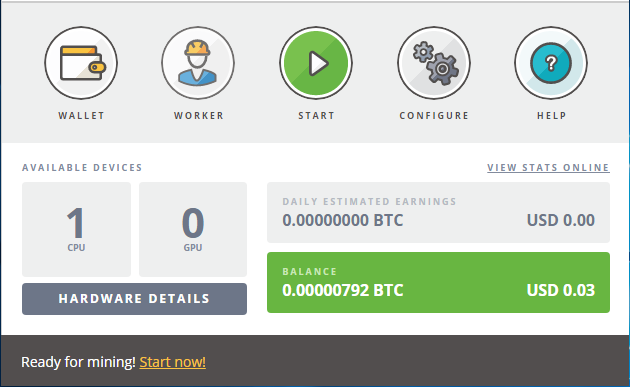 WALLET WORKER START CONFIGURE HELP
AVAILABLE DEVICES VIEW STATS ONLINE
1 0
CPU GPU
HARDWARE DETAILS
DAILY ESTIMATED EARNINGS
0.00000000 BTC USD 0.00
BALANCE
0.00000792 BTC USD 0.03
Ready for mining! Start now!